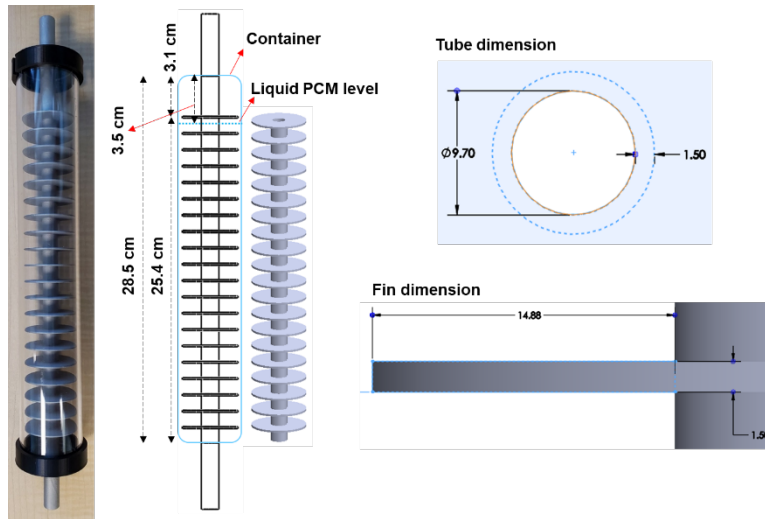 Container
Liquid PCM level
3.1 cm
3.5 cm
28.5 cm
25.4 cm
Tube dimension
Ø9.70
1.50
Fin dimension
14.88